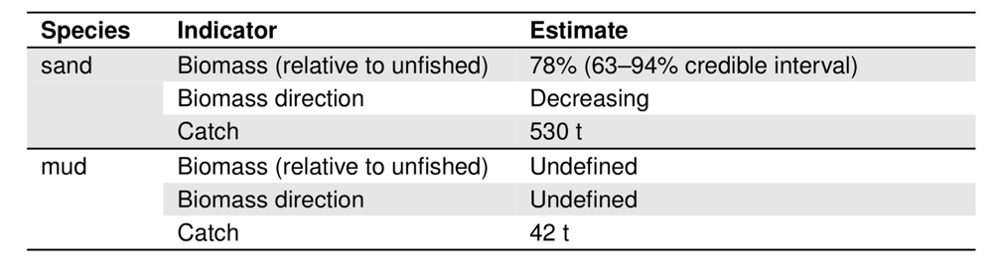 Species Indicator Estimate
sand Biomass (relative to unfished) 78% (63–94% credible interval)
Biomass direction Decreasing
Catch 530 t
mud Biomass (relative to unfished) Undefined
Biomass direction Undefined
Catch 42 t